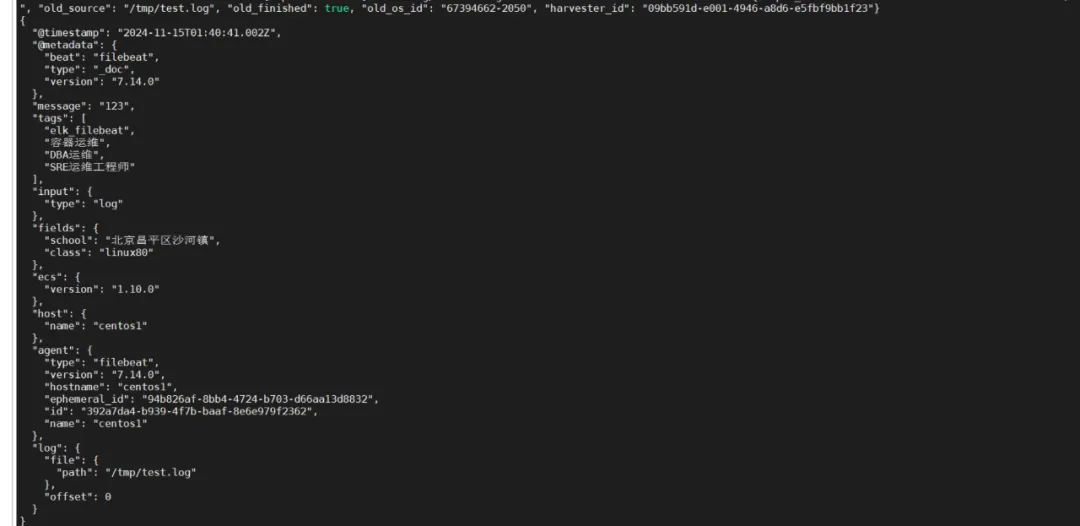 ", "old_source": "/tmp/test.log", "old_finished": true, "old_os_id": "67394662-2050", "harvester_id": "09bb591d-e001-4946-a8d6-e5fbf9bb1f23"}
{
  "@timestamp": "2024-11-15T01:40:41.002Z",
  "@metadata": {
    "beat": "filebeat",
    "type": "_doc",
    "version": "7.14.0"
  },
  "message": "123",
  "tags": [
    "elk_filebeat",
    "容器运维",
    "DBA运维",
    "SRE运维工程师"
  ],
  "input": {
    "type": "log"
  },
  "fields": {
    "school": "北京昌平区沙河镇",
    "class": "linux80"
  },
  "ecs": {
    "version": "1.10.0"
  },
  "host": {
    "name": "centos1"
  },
  "agent": {
    "type": "filebeat",
    "version": "7.14.0",
    "hostname": "centos1",
    "ephemeral_id": "94b826af-8bb4-4724-b703-d66aa13d8832",
    "id": "392a7da4-b939-4f7b-baaf-8e6e979f2362",
    "name": "centos1"
  },
  "log": {
    "file": {
      "path": "/tmp/test.log"
    },
    "offset": 0
  }
}